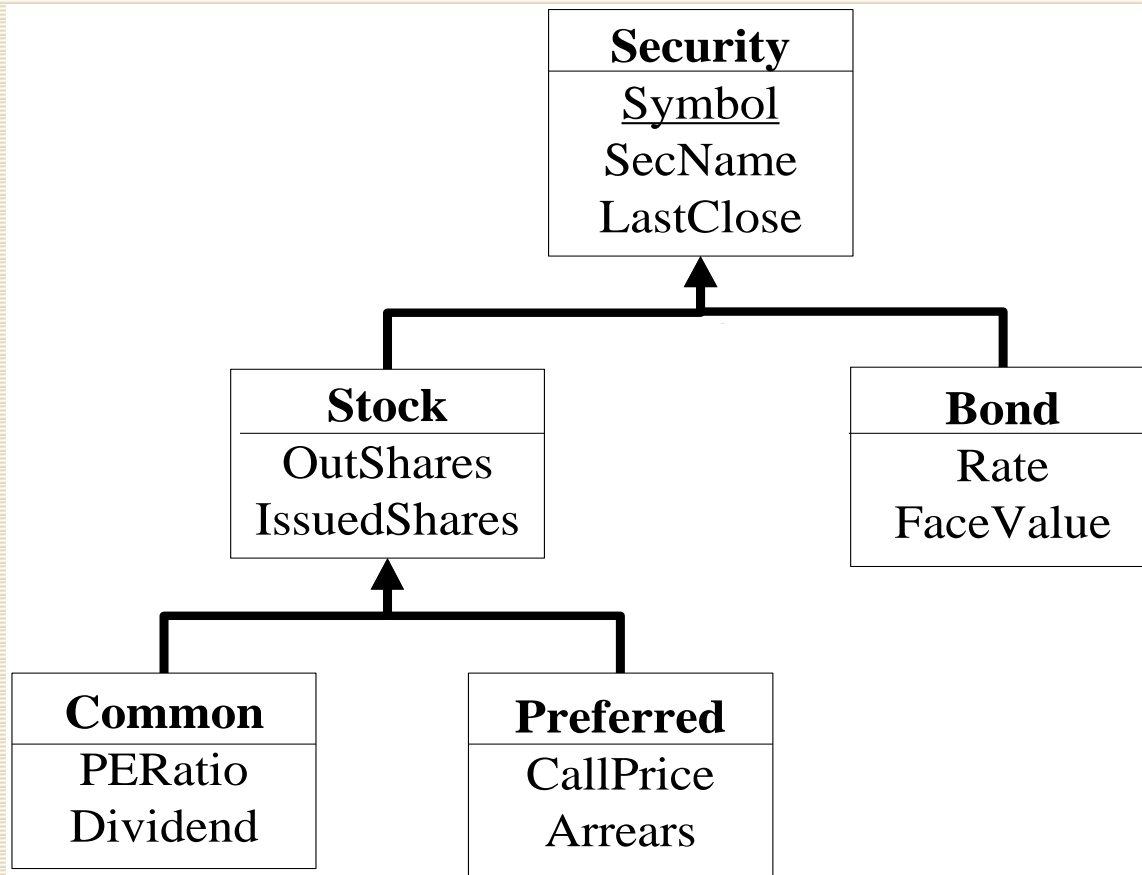 Security
Symbol
SecName
LastClose
Stock
OutShares
IssuedShares
Bond
Rate
FaceValue
Common
PERatio
Dividend
Preferred
CallPrice
Arrears